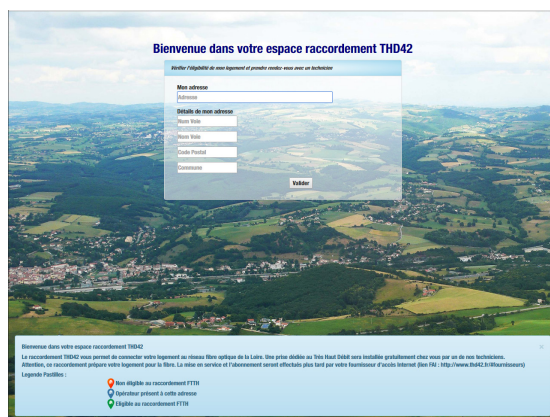 Bienvenue dans votre espace raccordement THD42
Vérifier l'éligibilité de mon logement et prendre rendez-vous avec un technicien
Mon adresse
Adresse
Détails de mon adresse
Nom Voie
Nom Voie
Code Postal
Commune
Valider
Bienvenue dans votre espace raccordement THD42
Le raccordement THD42 vous permet de connecter votre logement au réseau fibre optique de la Loire. Une prise dédiée au Très Haut Débit sera installée gratuitement chez vous par un de nos techniciens.
Attention, ce raccordement prépare votre logement pour la fibre. La mise en service et l'abonnement seront effectués plus tard par votre fournisseur d'accès Internet (lien FAI : http://www.thd42.fr/#fournisseurs)
Legende Pastilles :
Non éligible au raccordement FTTH
Opérateur présent à cette adresse
Eligible au raccordement FTTH